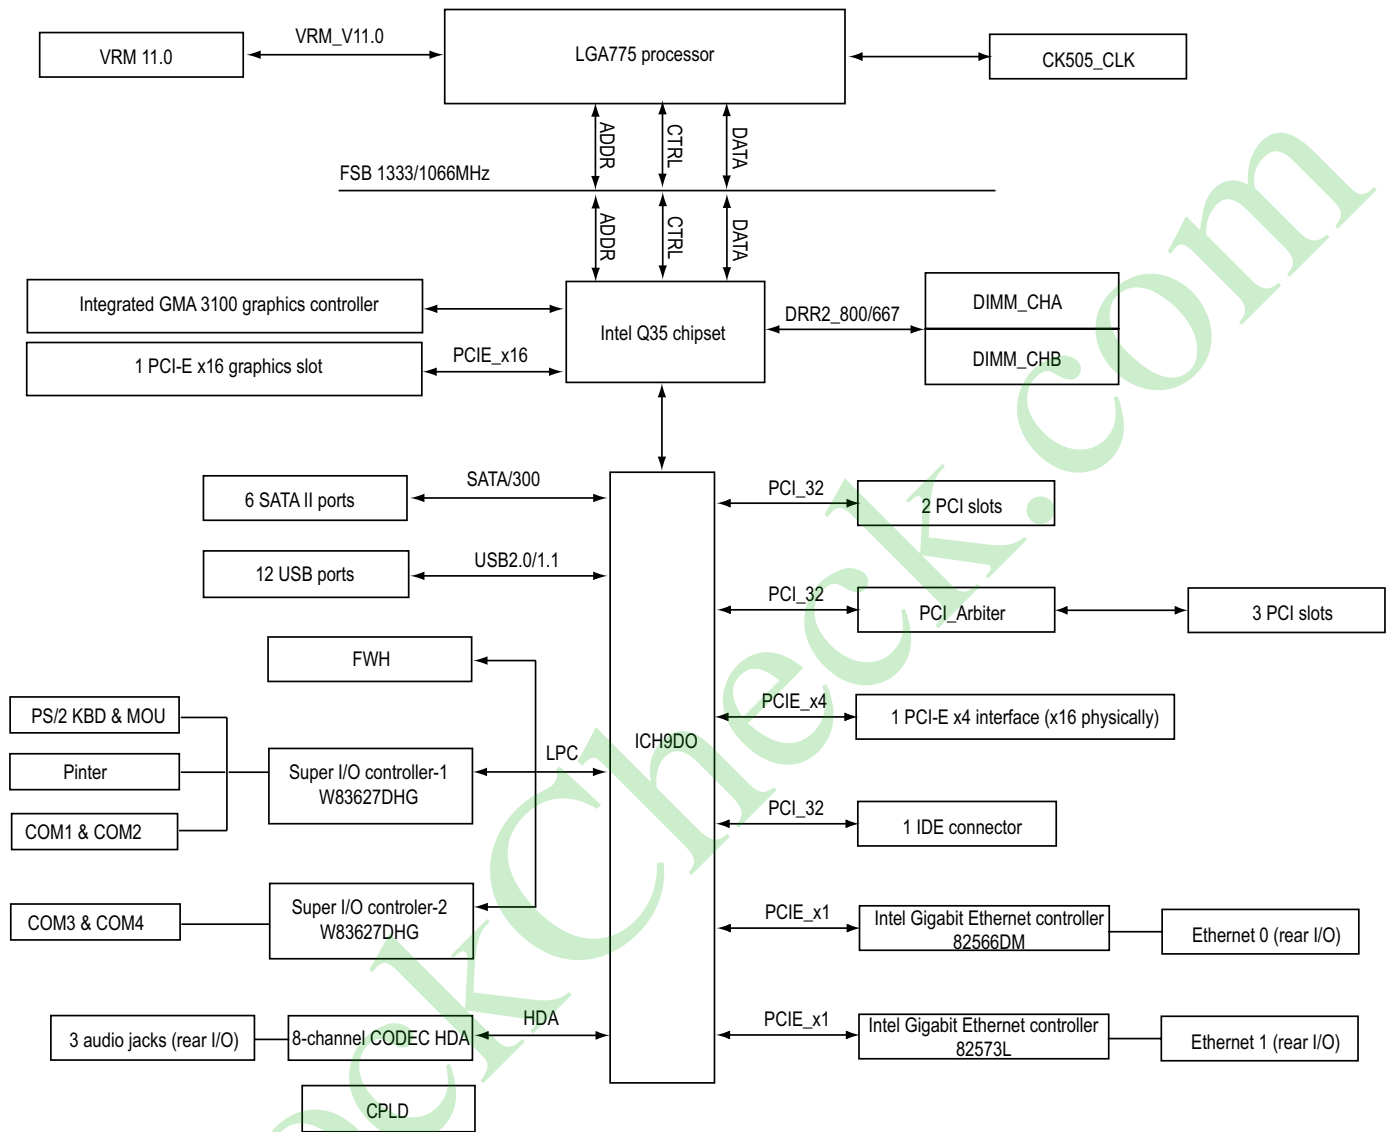 VRM 11.0
VRM_V11.0
LGA775 processor
CK505_CLK
ADDR
CTRL
DATA
FSB 1333/1066MHz
ADDR
CTRL
DATA
Integrated GMA 3100 graphics controller
1 PCI-E x16 graphics slot
PCIE_x16
Intel Q35 chipset
DRR2_800/667
DIMM_CHA
DIMM_CHB
6 SATA II ports
SATA/300
12 USB ports
USB2.0/1.1
FWH
PS/2 KBD & MOU
Pinter
COM1 & COM2
Super I/O controller-1
W83627DHG
LPC
COM3 & COM4
Super I/O controler-2
W83627DHG
3 audio jacks (rear I/O)
8-channel CODEC HDA
HDA
CPLD
ICH9DO
PCI_32
2 PCI slots
PCI_32
PCI_Arbiter
3 PCI slots
PCIE_x4
1 PCI-E x4 interface (x16 physically)
PCI_32
1 IDE connector
PCIE_x1
Intel Gigabit Ethernet controller
82566DM
Ethernet 0 (rear I/O)
PCIE_x1
Intel Gigabit Ethernet controller
82573L
Ethernet 1 (rear I/O)
ckCheck.com